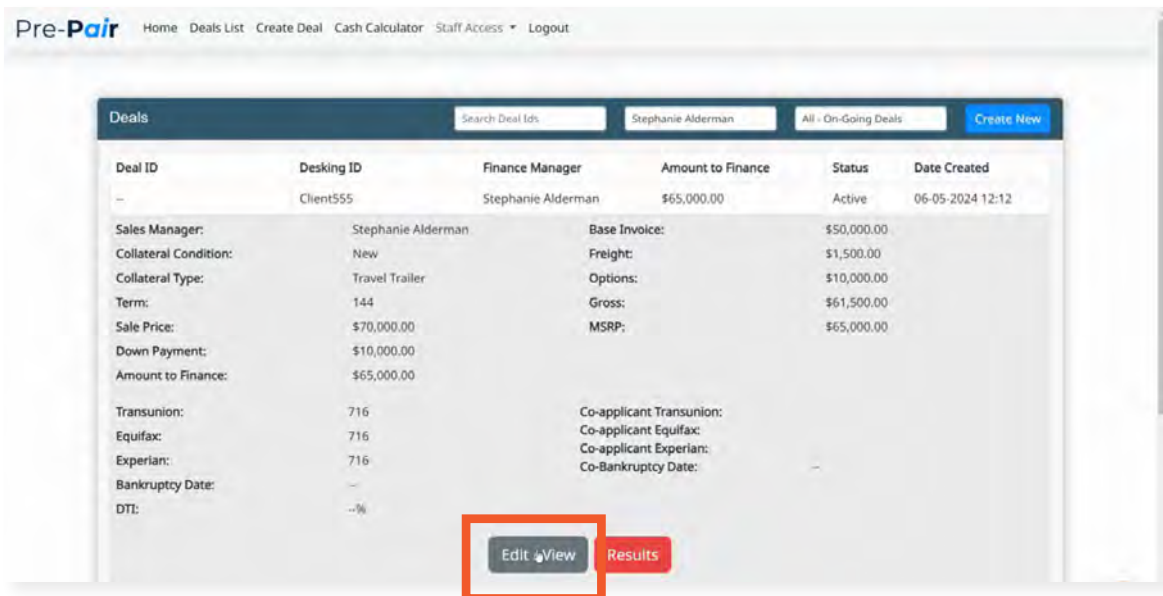 Pre-Pair Home Deals List Create Deal Cash Calculator Staff Access Logout
Deals Search Deal Ids Stephanie Alderman All - On-Going Deals Create New
Deal ID Desking ID Finance Manager Amount to Finance Status Date Created
-- Client555 Stephanie Alderman $65,000.00 Active 06-05-2024 12:12
Sales Manager: Stephanie Alderman Base Invoice: $50,000.00
Collateral Condition: New Freight: $1,500.00
Collateral Type: Travel Trailer Options: $10,000.00
Term: 144 Gross: $61,500.00
Sale Price: $70,000.00 MSRP: $65,000.00
Down Payment: $10,000.00
Amount to Finance: $65,000.00
Transunion: 716 Co-applicant Transunion:
Equifax: 716 Co-applicant Equifax:
Experian: 716 Co-applicant Experian:
Bankruptcy Date: -- Co-Bankruptcy Date: --
DTI: --%
Edit View Results